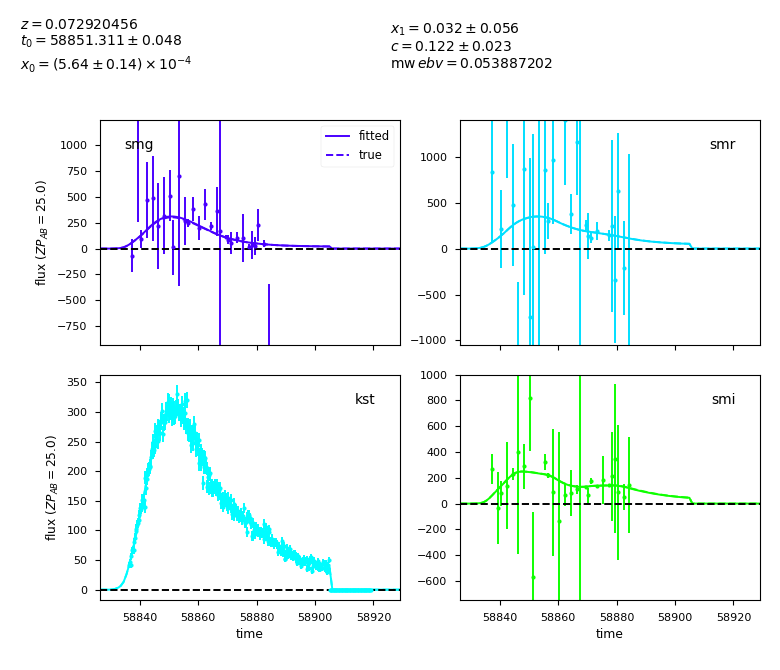 z = 0.072920456
t₀ = 58851.311 ± 0.048
x₀ = (5.64 ± 0.14) × 10⁻⁴
x₁ = 0.032 ± 0.056
c = 0.122 ± 0.023
mw ebv = 0.053887202
smg
fitted
true
1000
750
500
250
0
−250
−500
−750
flux (ZP_AB = 25.0)
smr
1000
500
0
−500
−1000
kst
350
300
250
200
150
100
50
0
flux (ZP_AB = 25.0)
58840 58860 58880 58900 58920
time
smi
1000
800
600
400
200
0
−200
−400
−600
58840 58860 58880 58900 58920
time